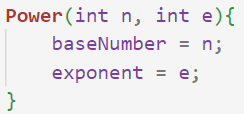 Power(int n, int e){
    baseNumber = n;
    exponent = e;
}